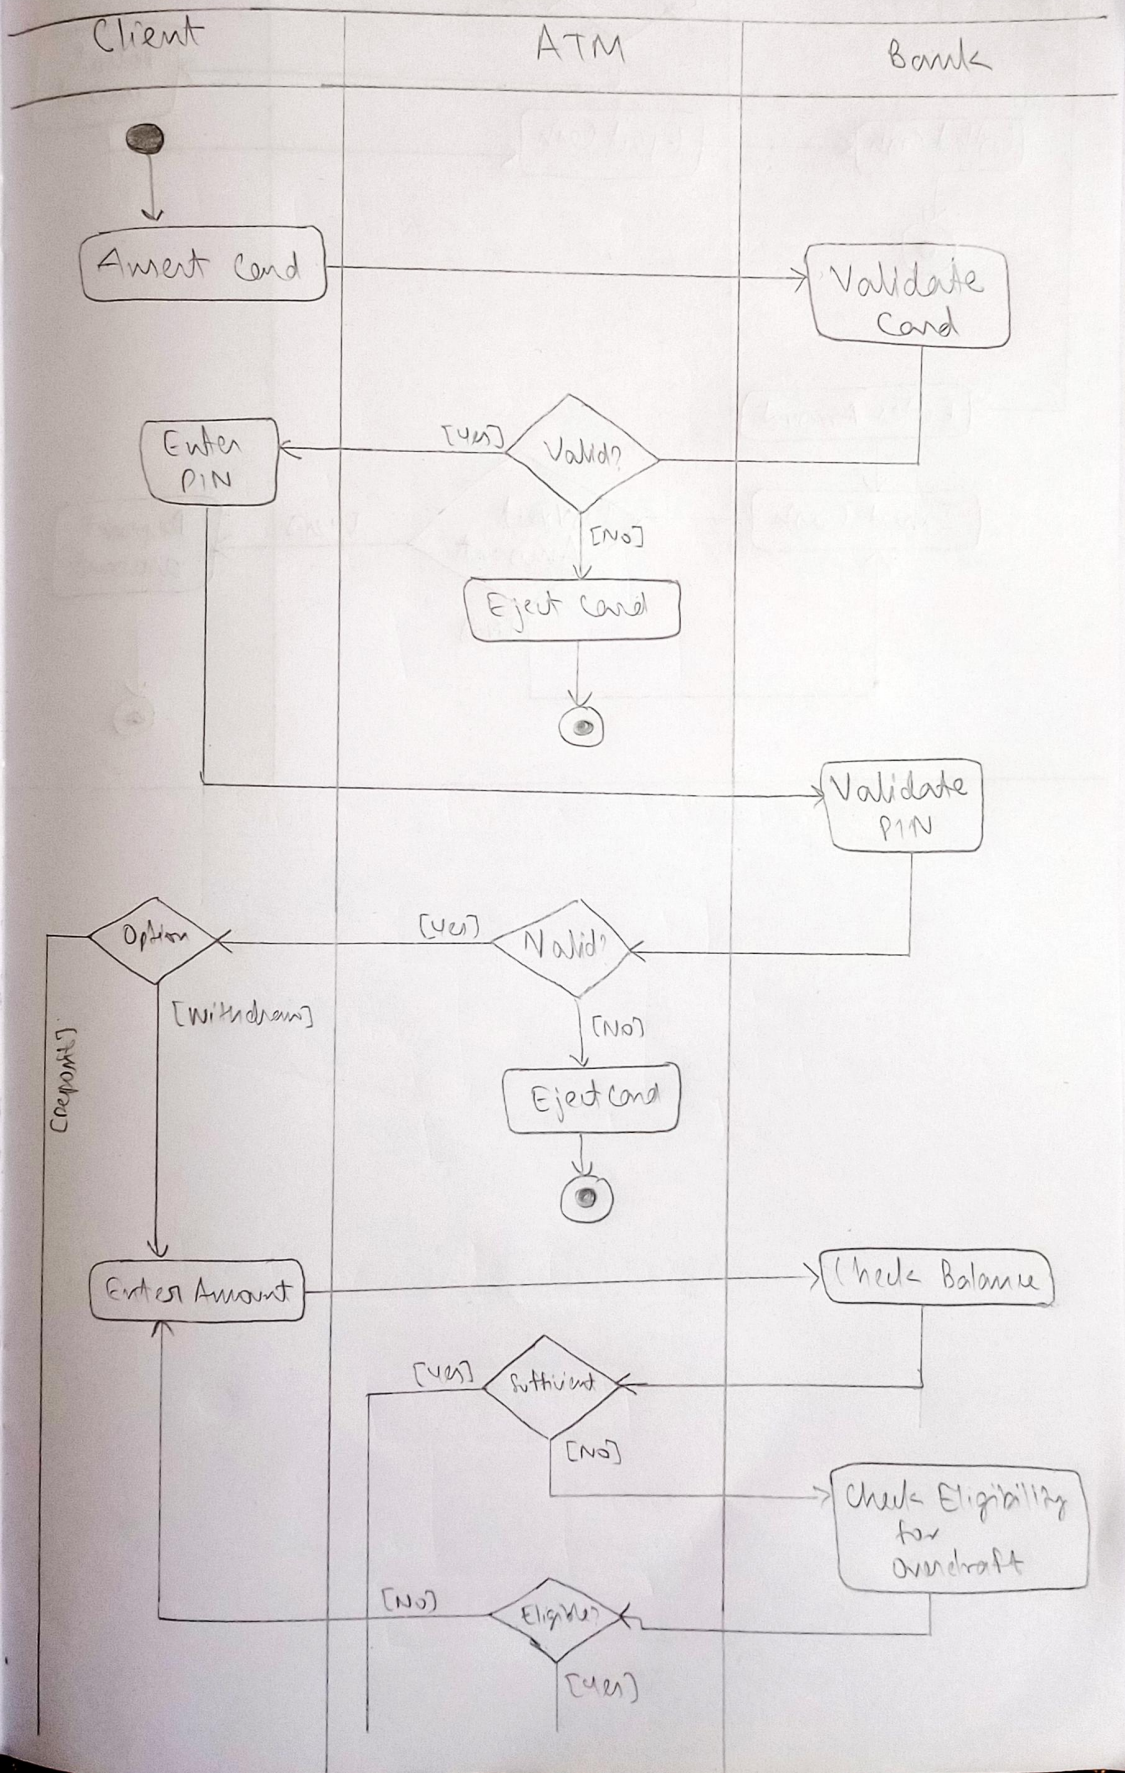 Client
ATM
Bank
Insert Card
Validate
Card
Enter
PIN
[Yes]
Valid?
[No]
Eject Card
Validate
PIN
Option
[Yes]
Valid?
[Withdraw]
[No]
[Deposit]
Eject Card
Enter Amount
Check Balance
[Yes]
Sufficient
[No]
Check Eligibility
for
Overdraft
[No]
Eligible?
[Yes]